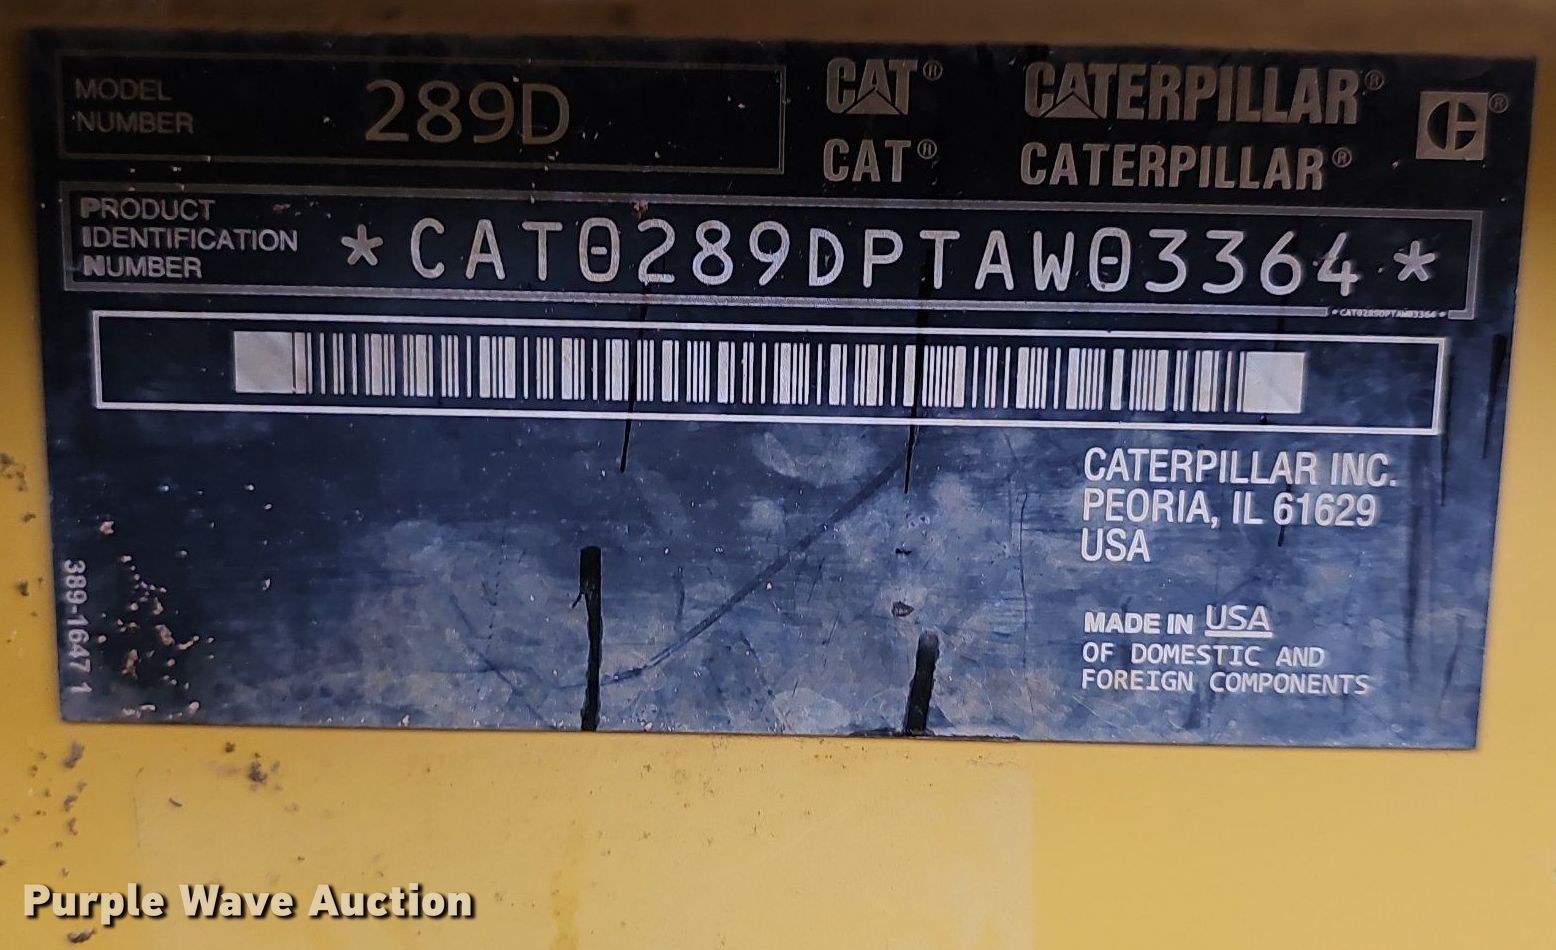 MODEL
NUMBER
289D
CAT® CATERPILLAR® ®
CAT® CATERPILLAR®
PRODUCT
IDENTIFICATION
NUMBER
*CAT0289DPTAW03364*
*CAT0289DPTAW03364*
CATERPILLAR INC.
PEORIA, IL 61629
USA
MADE IN USA
OF DOMESTIC AND
FOREIGN COMPONENTS
389-1647 1
Purple Wave Auction